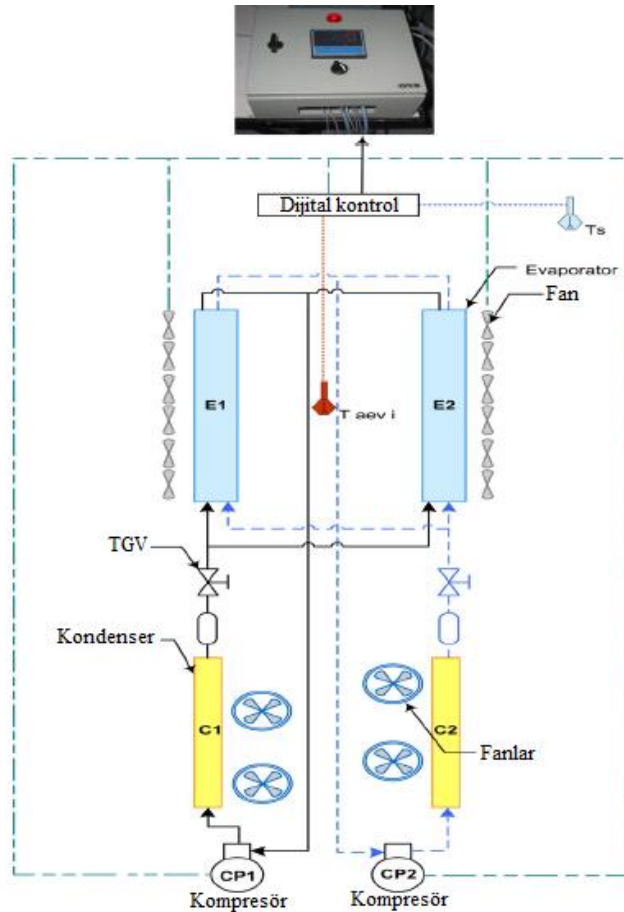 Dijital kontrol
Ts
Evaporator
Fan
E1
E2
T aev i
TGV
Kondenser
C1
C2
Fanlar
CP1
CP2
Kompresör
Kompresör